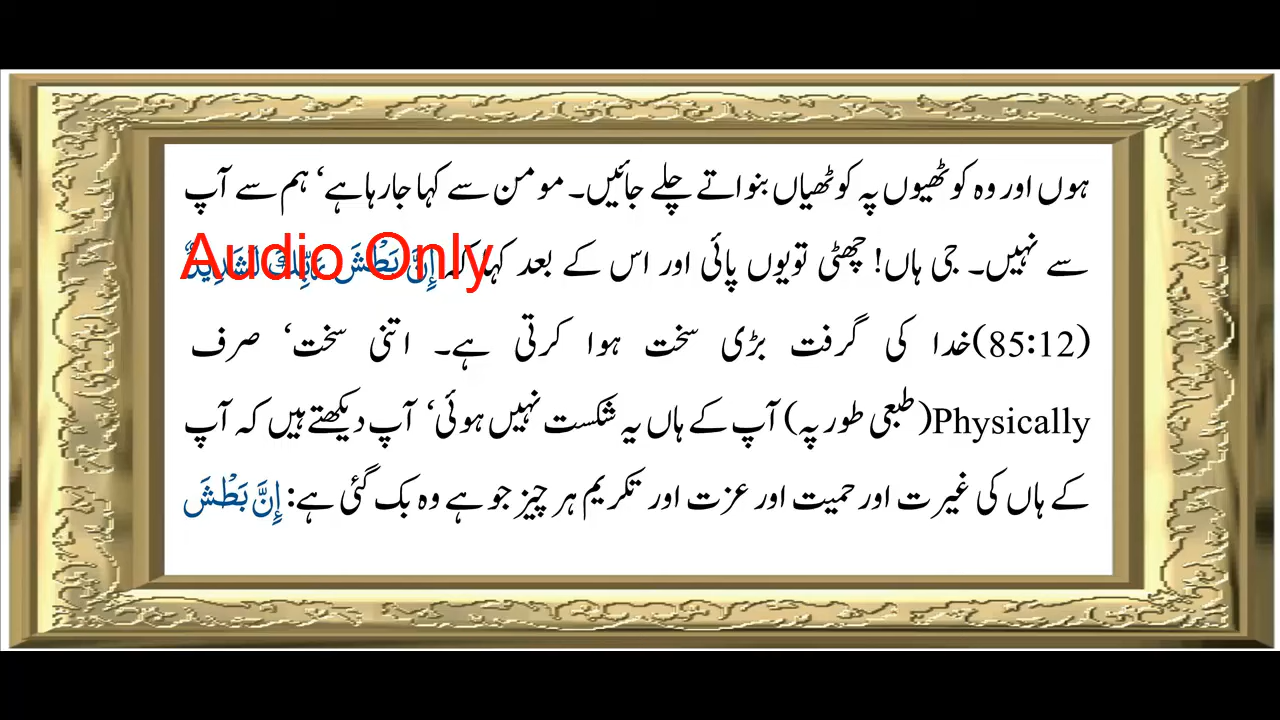 ہوں اور وہ کوٹھیوں پہ کوٹھیاں بنواتے چلے جائیں۔ مومن سے کہا جارہا ہے‘ ہم سے آپ
سے نہیں۔ جی ہاں! چھٹی تویوں پائی اور اس کے بعد کہا کہ إِنَّ بَطْشَ رَبِّكَ لَشَدِيدٌ
Audio Only
(85:12)خدا کی گرفت بڑی سخت ہوا کرتی ہے۔ اتنی سخت‘ صرف
Physically(طبعی طور پہ) آپ کے ہاں یہ شکست نہیں ہوئی‘ آپ دیکھتے ہیں کہ آپ
کے ہاں کی غیرت اور حمیت اور عزت اور تکریم ہر چیز جو ہے وہ بک گئی ہے: إِنَّ بَطْشَ